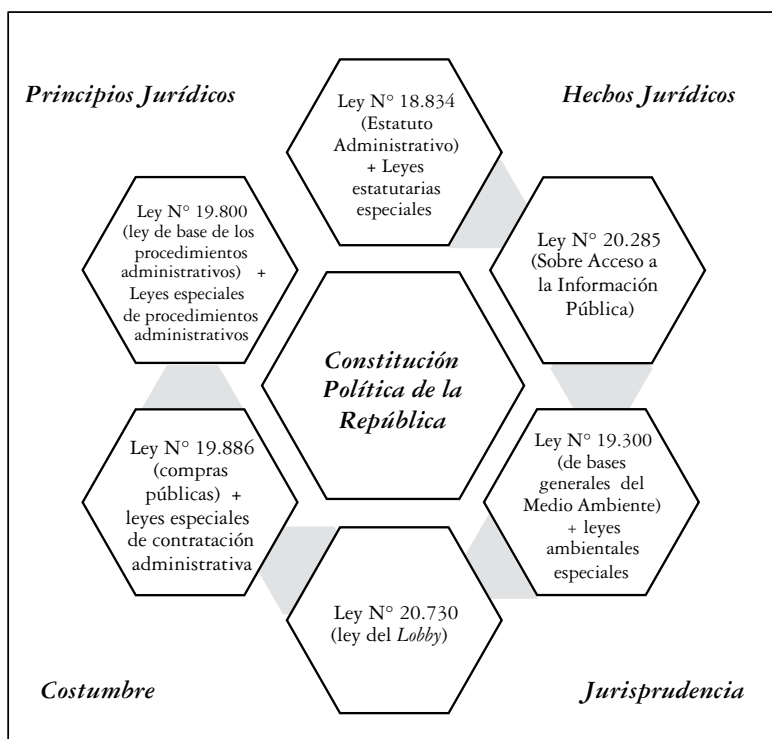 Principios Jurídicos
Hechos Jurídicos
Ley N° 18.834
(Estatuto
Administrativo)
+ Leyes
estatutarias
especiales
Ley N° 19.800
(ley de base de los
procedimientos
administrativos) +
Leyes especiales
de procedimientos
administrativos
Ley N° 20.285
(Sobre Acceso a
la Información
Pública)
Constitución
Política de la
República
Ley N° 19.886
(compras
públicas) +
leyes especiales
de contratación
administrativa
Ley N° 19.300
(de bases
generales del
Medio Ambiente)
+ leyes
ambientales
especiales
Ley N° 20.730
(ley del Lobby)
Costumbre
Jurisprudencia